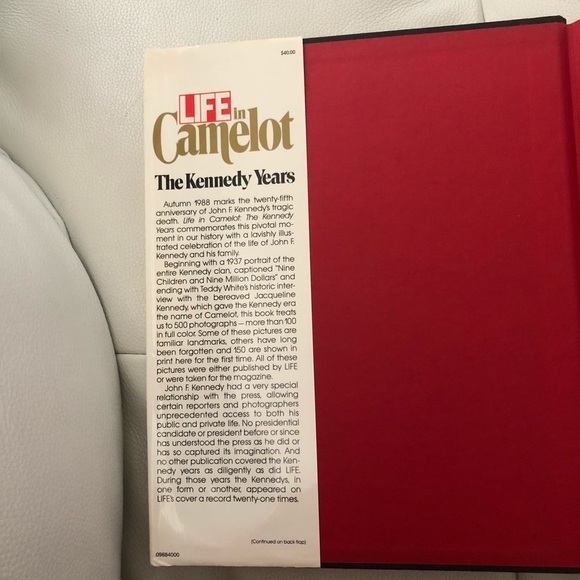 $40.00
LIFE in
Camelot
The Kennedy Years
Autumn 1988 marks the twenty-fifth
anniversary of John F. Kennedy's tragic
death. Life in Camelot: The Kennedy
Years commemorates this pivotal mo-
ment in our history with a lavishly illus-
trated celebration of the life of John F.
Kennedy and his family.
Beginning with a 1937 portrait of the
entire Kennedy clan, captioned "Nine
Children and Nine Million Dollars" and
ending with Teddy White's historic inter-
view with the bereaved Jacqueline
Kennedy, which gave the Kennedy era
the name of Camelot, this book treats
us to 500 photographs—more than 100
in full color. Some of these pictures are
familiar landmarks, others have long
been forgotten and 150 are shown in
print here for the first time. All of these
pictures were either published by LIFE
or were taken for the magazine.
John F. Kennedy had a very special
relationship with the press, allowing
certain reporters and photographers
unprecedented access to both his
public and private life. No presidential
candidate or president before or since
has understood the press as he did or
has so captured its imagination. And
no other publication covered the Ken-
nedy years as diligently as did LIFE.
During those years the Kennedys, in
one form or another, appeared on
LIFE's cover a record twenty-one times.
(Continued on back flap)
09884000